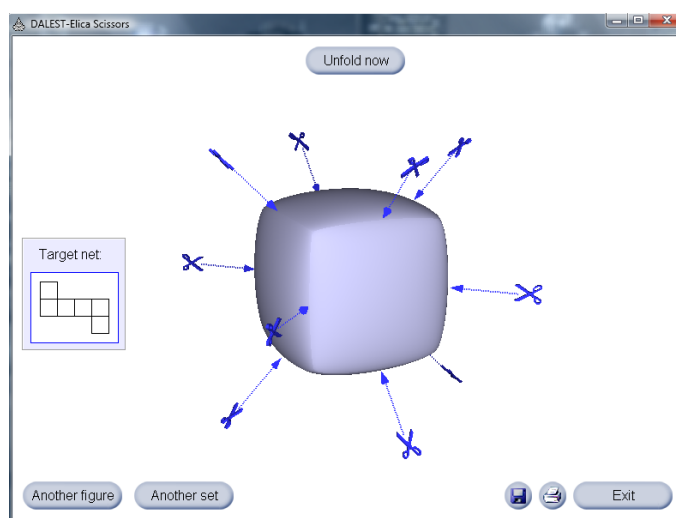 DALEST-Elica Scissors
Unfold now
Target net:
Another figure
Another set
Exit